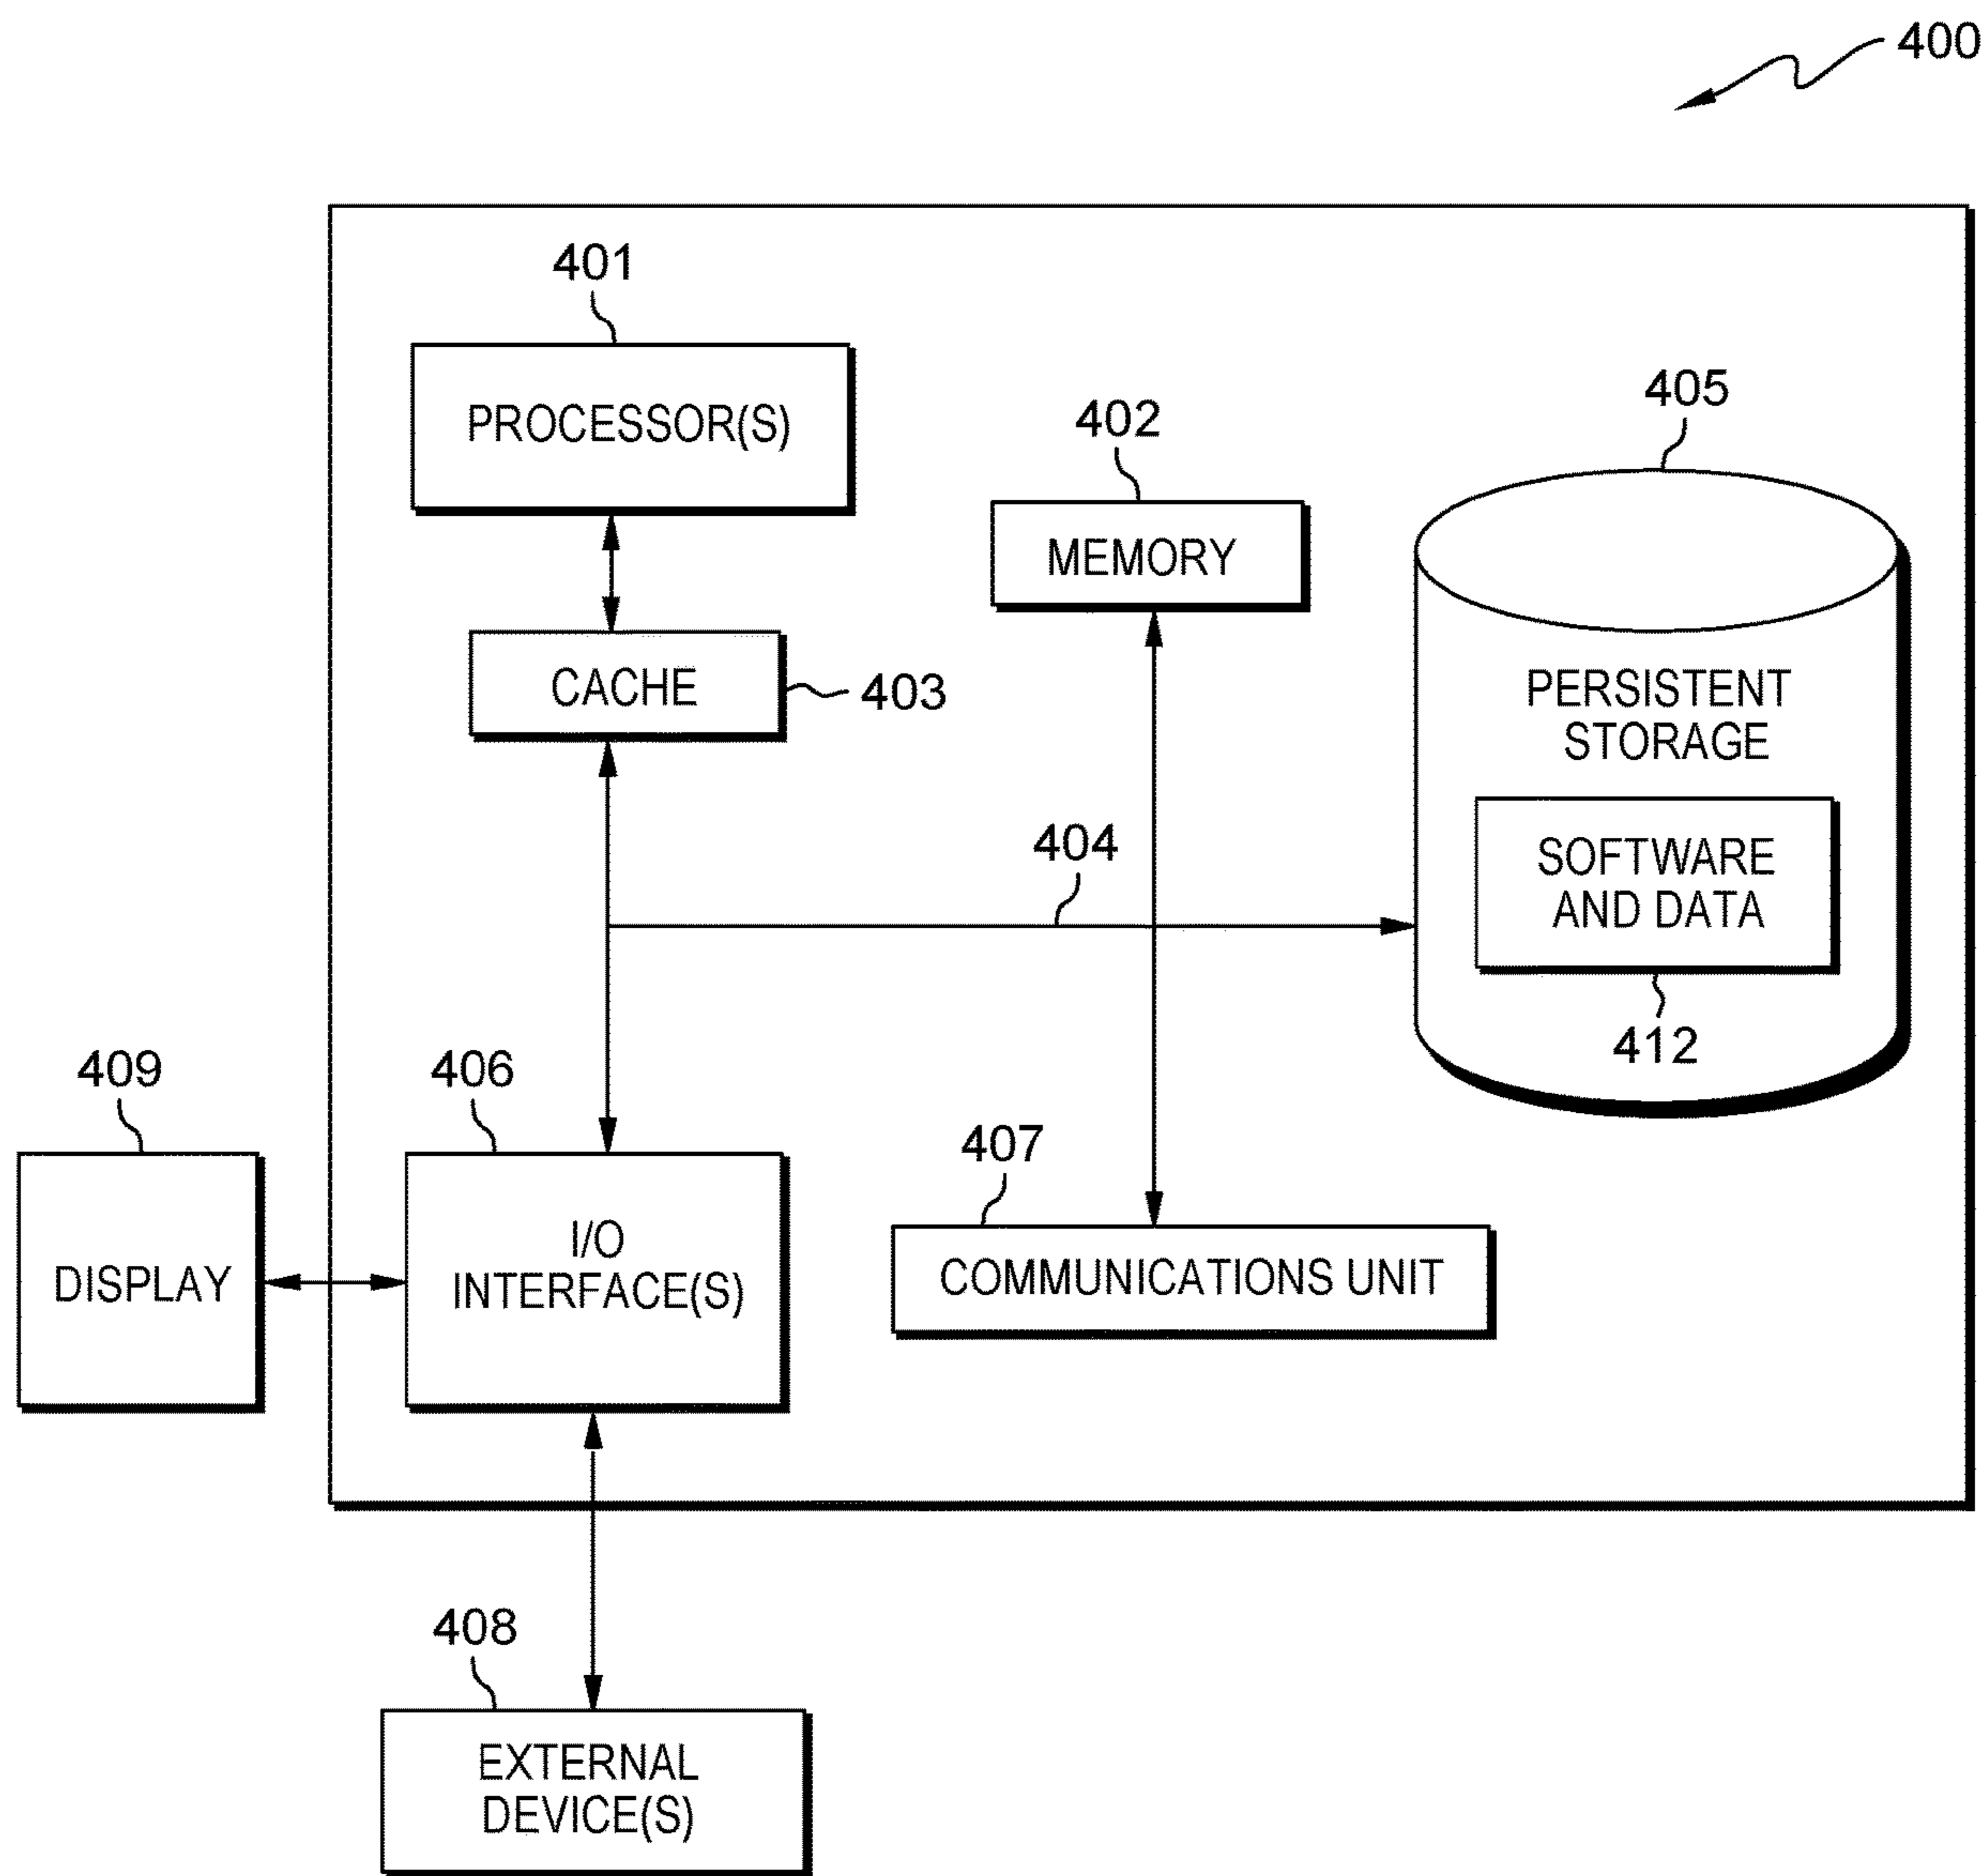 400
401
PROCESSOR(S)
402
MEMORY
405
CACHE
403
PERSISTENT
STORAGE
404
SOFTWARE
AND DATA
412
409
406
407
DISPLAY
I/O
INTERFACE(S)
COMMUNICATIONS UNIT
408
EXTERNAL
DEVICE(S)